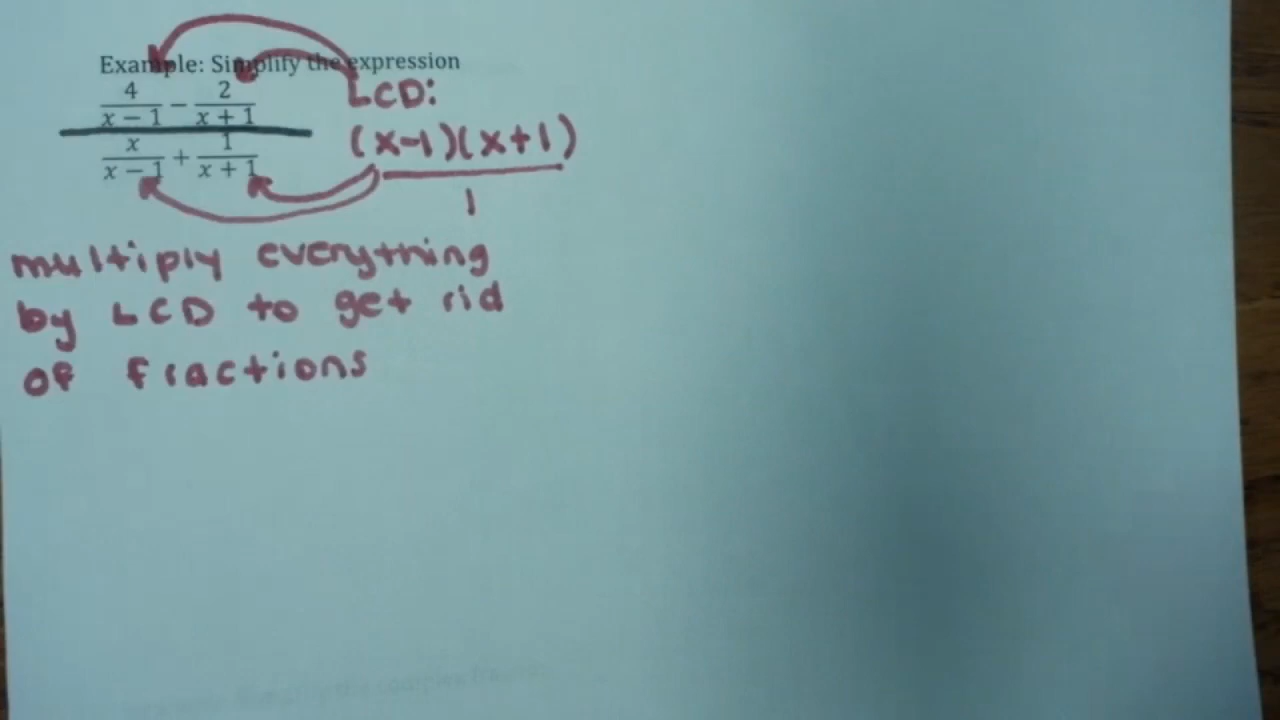 Example: Simplify the expression
4/(x − 1) − 2/(x + 1)
x/(x − 1) + 1/(x + 1)
LCD:
(x-1)(x+1)
1
multiply everything
by LCD to get rid
of fractions